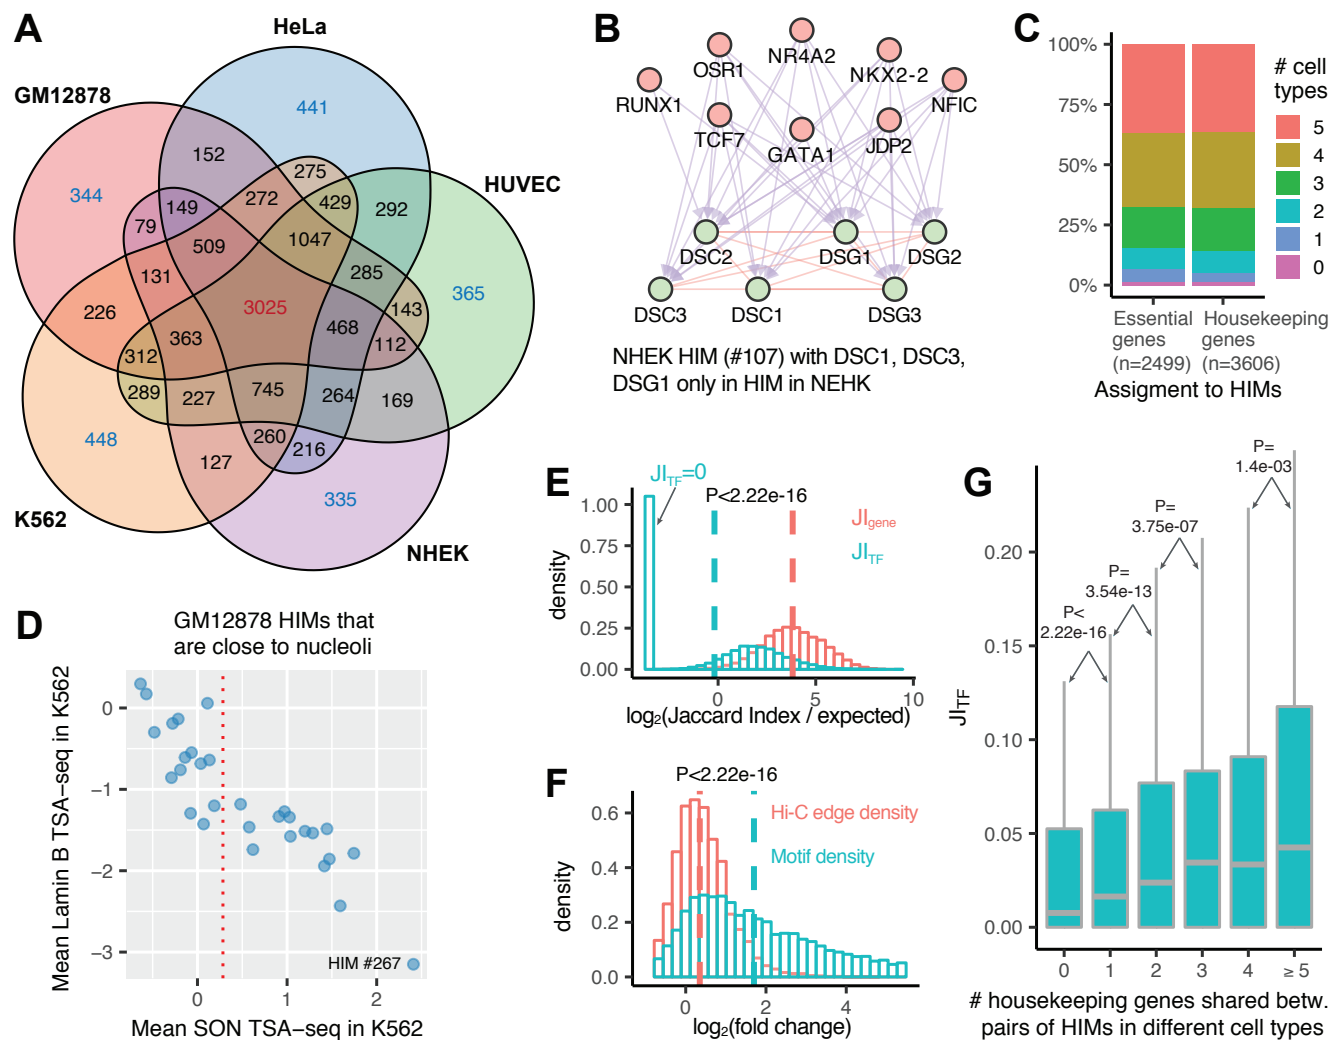 A
HeLa
GM12878
HUVEC
K562
NHEK
441
344
365
448
335
152
275
272
429
292
79
149
509
1047
285
131
3025
143
226
363
468
112
312
289
227
745
264
169
260
216
127
B
OSR1
NR4A2
NKX2-2
RUNX1
NFIC
TCF7
GATA1
JDP2
DSC2
DSG1
DSG2
DSC3
DSC1
DSG3
NHEK HIM (#107) with DSC1, DSC3,
DSG1 only in HIM in NEHK
C
100%
75%
50%
25%
0%
# cell
types
5
4
3
2
1
0
Essential
genes
(n=2499)
Housekeeping
genes
(n=3606)
Assigment to HIMs
D
GM12878 HIMs that
are close to nucleoli
Mean Lamin B TSA−seq in K562
0
−1
−2
−3
HIM #267
0
1
2
Mean SON TSA−seq in K562
E
JITF=0
P<2.22e-16
JIgene
JITF
density
1.00
0.75
0.50
0.25
0.00
0
5
10
log2(Jaccard Index / expected)
F
P<2.22e-16
Hi-C edge density
Motif density
density
0.6
0.4
0.2
0.0
0
2
4
log2(fold change)
G
P=
1.4e-03
P=
3.75e-07
P=
3.54e-13
P<
2.22e-16
JITF
0.20
0.15
0.10
0.05
0.00
0
1
2
3
4
≥ 5
# housekeeping genes shared betw.
pairs of HIMs in different cell types